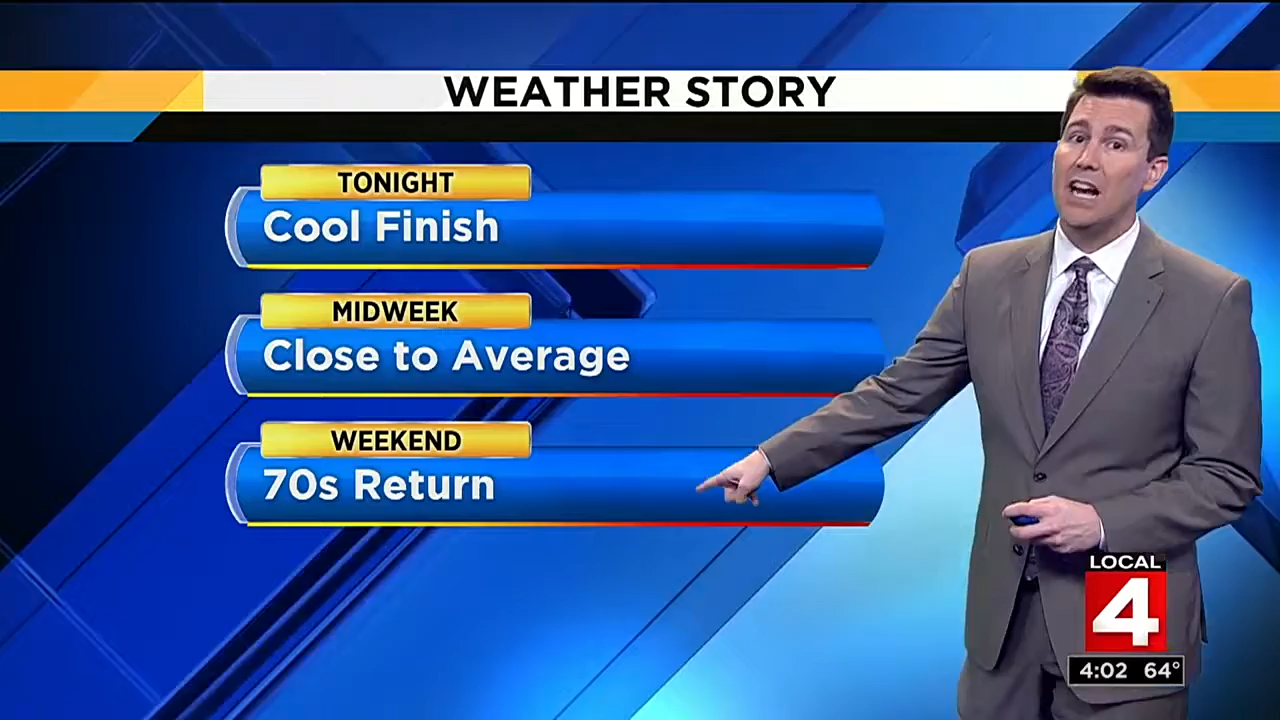 WEATHER STORY
TONIGHT
Cool Finish
MIDWEEK
Close to Average
WEEKEND
70s Return
LOCAL
4
4:02 64°